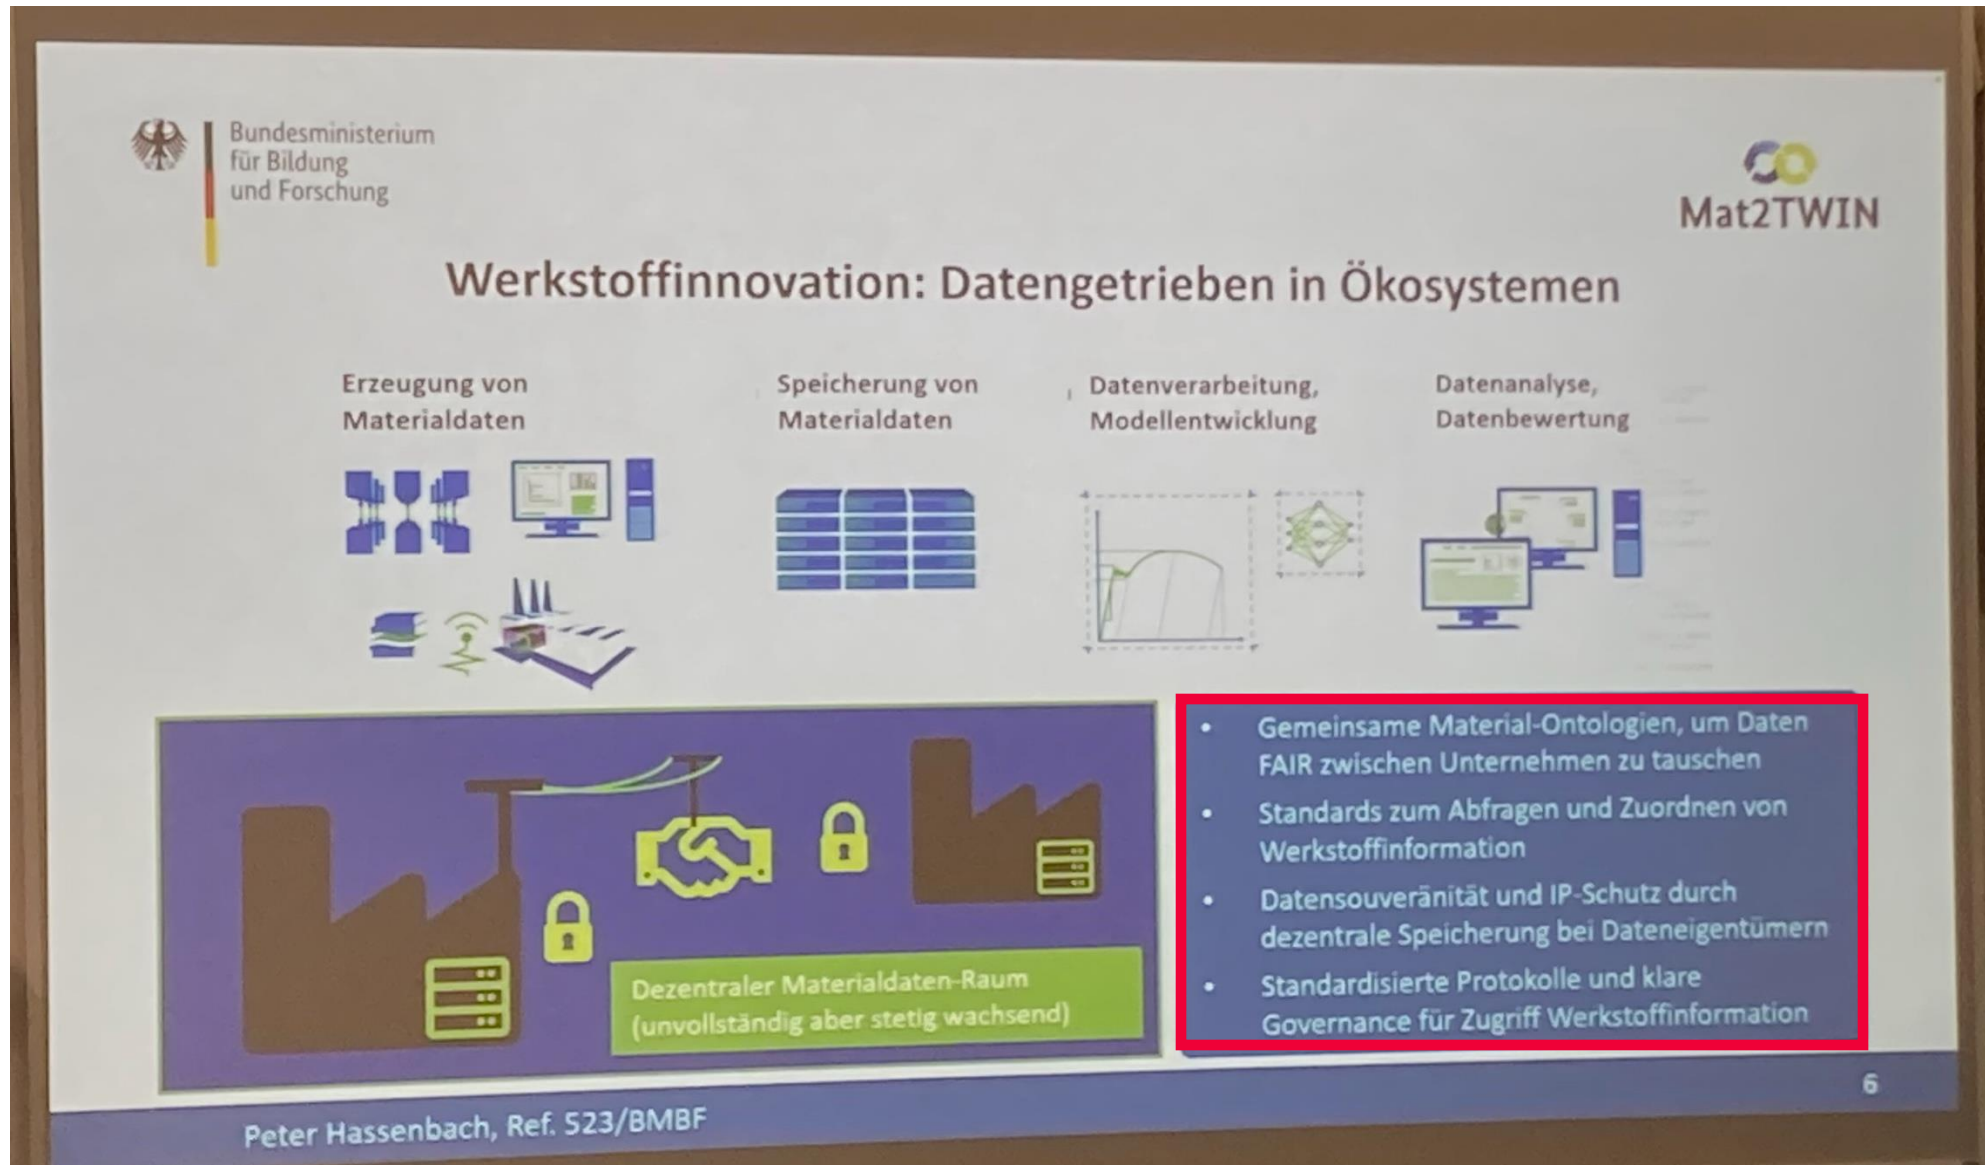 Bundesministerium
für Bildung
und Forschung
Mat2TWIN
Werkstoffinnovation: Datengetrieben in Ökosystemen
Erzeugung von
Materialdaten
Speicherung von
Materialdaten
Datenverarbeitung,
Modellentwicklung
Datenanalyse,
Datenbewertung
Dezentraler Materialdaten-Raum
(unvollständig aber stetig wachsend)
• Gemeinsame Material-Ontologien, um Daten
FAIR zwischen Unternehmen zu tauschen
• Standards zum Abfragen und Zuordnen von
Werkstoffinformation
• Datensouveränität und IP-Schutz durch
dezentrale Speicherung bei Dateneigentümern
• Standardisierte Protokolle und klare
Governance für Zugriff Werkstoffinformation
Peter Hassenbach, Ref. 523/BMBF
6